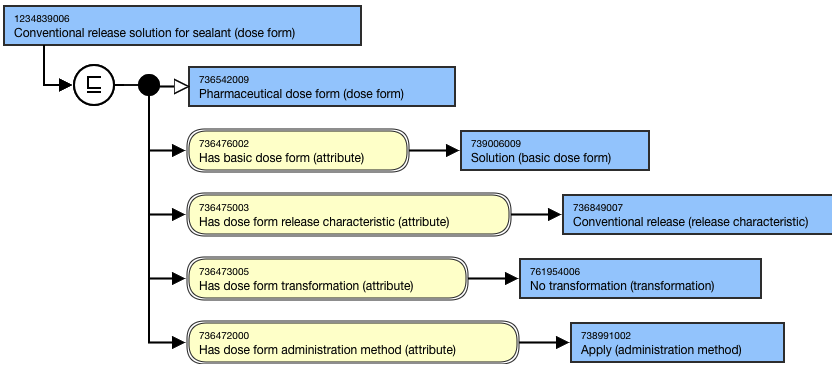 1234839006
Conventional release solution for sealant (dose form)
⊑
736542009
Pharmaceutical dose form (dose form)
736476002
Has basic dose form (attribute)
739006009
Solution (basic dose form)
736475003
Has dose form release characteristic (attribute)
736849007
Conventional release (release characteristic)
736473005
Has dose form transformation (attribute)
761954006
No transformation (transformation)
736472000
Has dose form administration method (attribute)
738991002
Apply (administration method)